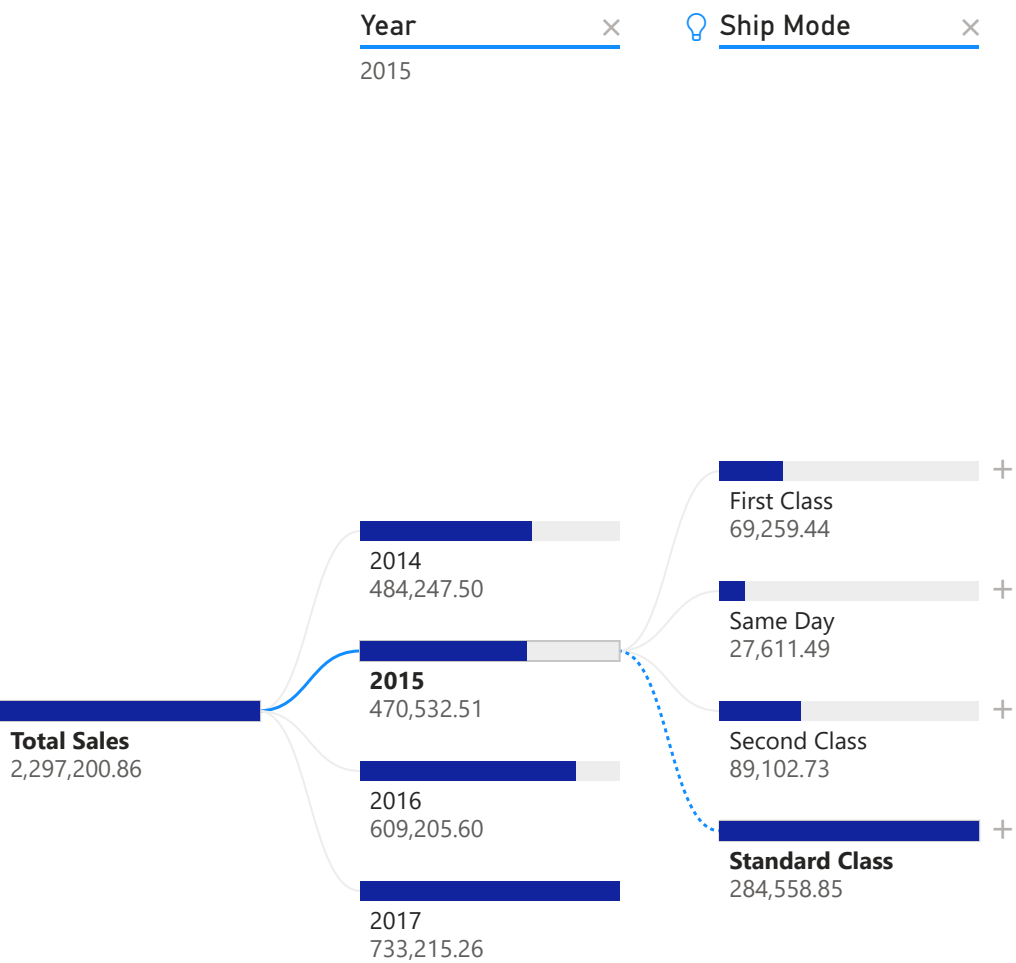 Year
Ship Mode
2015
Total Sales
2,297,200.86
2014
484,247.50
2015
470,532.51
2016
609,205.60
2017
733,215.26
First Class
69,259.44
Same Day
27,611.49
Second Class
89,102.73
Standard Class
284,558.85